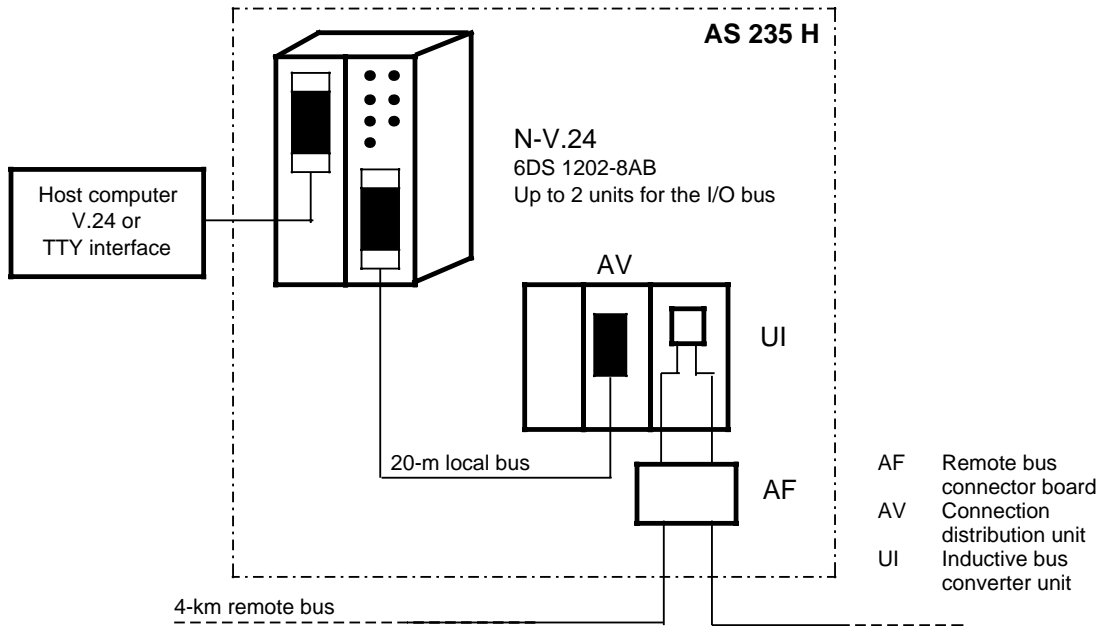 AS 235 H
N-V.24
6DS 1202-8AB
Up to 2 units for the I/O bus
Host computer
V.24 or
TTY interface
AV
UI
20-m local bus
AF
AF Remote bus
connector board
AV Connection
distribution unit
UI Inductive bus
converter unit
4-km remote bus